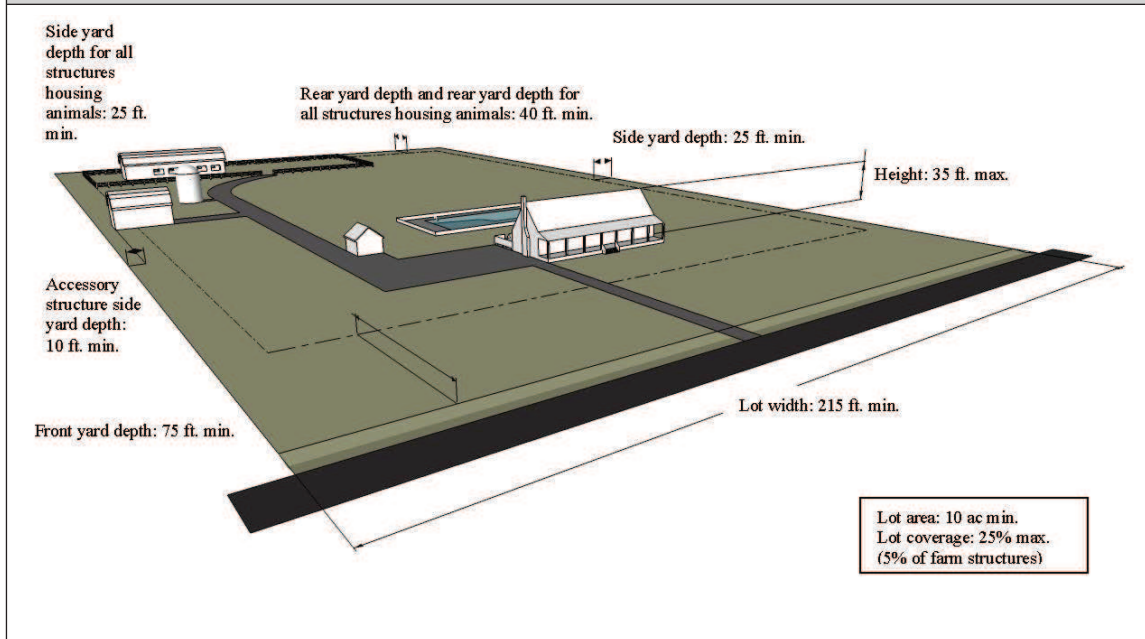 Side yard
depth for all
structures
housing
animals: 25 ft.
min.
Rear yard depth and rear yard depth for
all structures housing animals: 40 ft. min.
Side yard depth: 25 ft. min.
Height: 35 ft. max.
Accessory
structure side
yard depth:
10 ft. min.
Lot width: 215 ft. min.
Front yard depth: 75 ft. min.
Lot area: 10 ac min.
Lot coverage: 25% max.
(5% of farm structures)